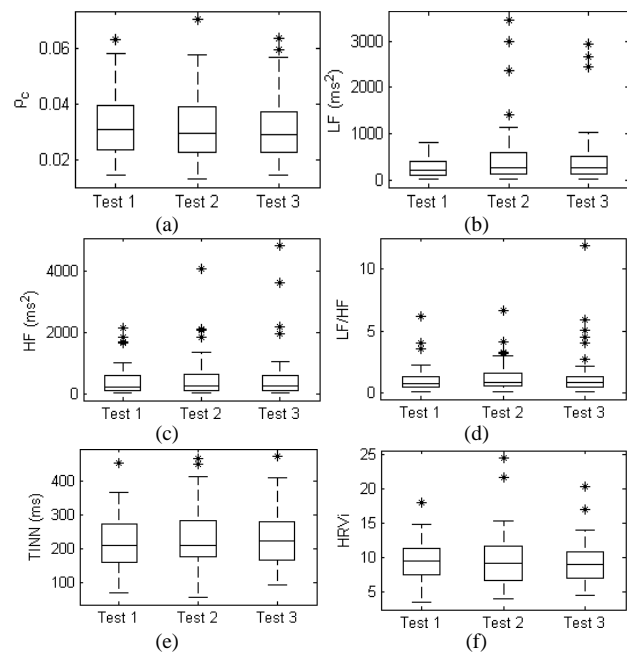 0.06
0.04
0.02
ρc
Test 1 Test 2 Test 3
(a)
3000
2000
1000
0
LF (ms²)
Test 1 Test 2 Test 3
(b)
4000
2000
0
HF (ms²)
Test 1 Test 2 Test 3
(c)
10
5
0
LF/HF
Test 1 Test 2 Test 3
(d)
400
300
200
100
TINN (ms)
Test 1 Test 2 Test 3
(e)
25
20
15
10
5
HRVi
Test 1 Test 2 Test 3
(f)